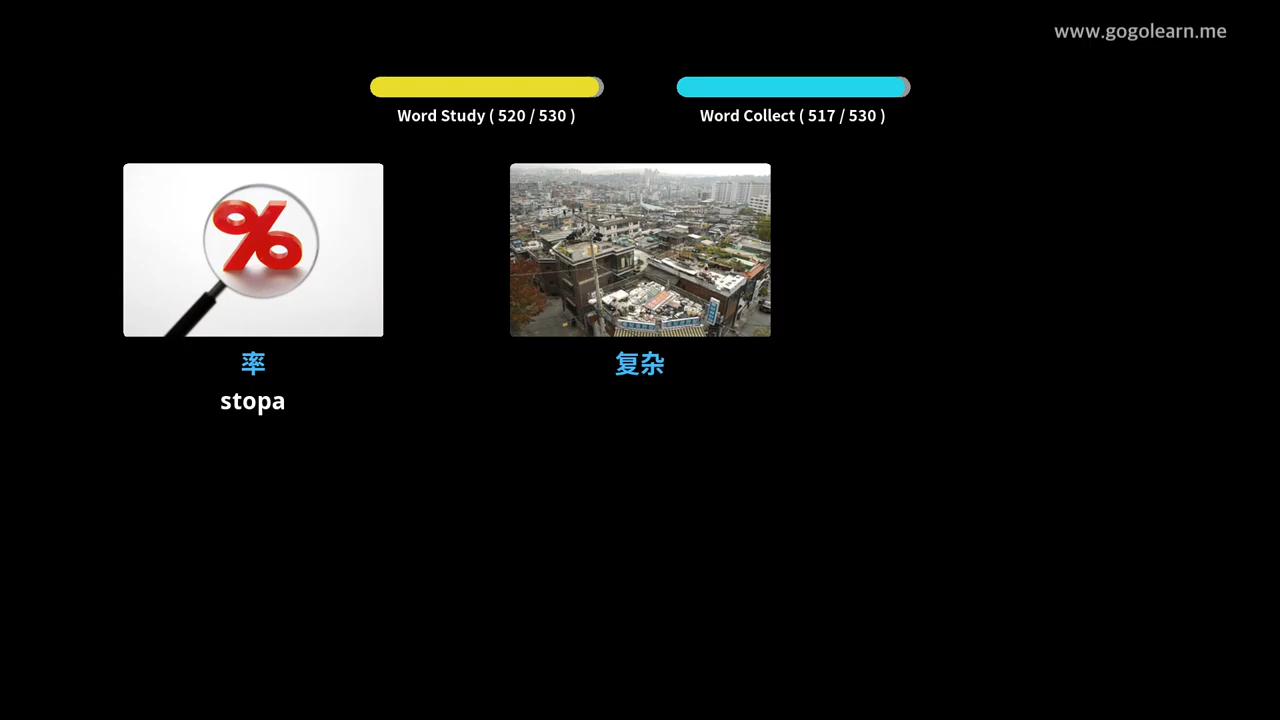 www.gogolearn.me
Word Study ( 520 / 530 )
Word Collect ( 517 / 530 )
%
率
stopa
复杂